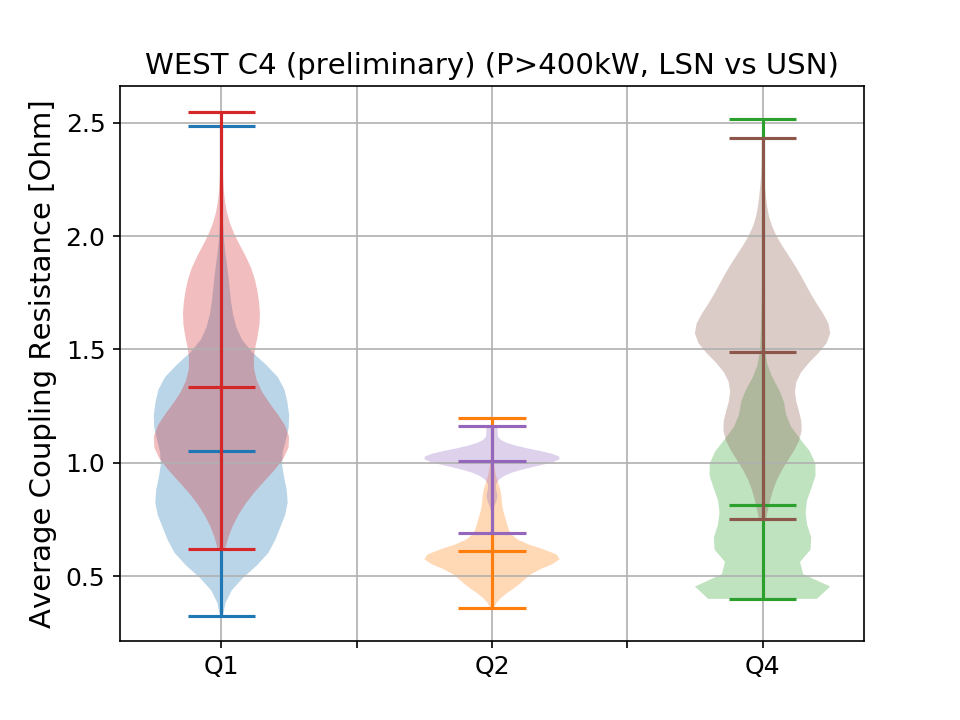 WEST C4 (preliminary) (P>400kW, LSN vs USN)
Average Coupling Resistance [Ohm]
2.5
2.0
1.5
1.0
0.5
Q1 Q2 Q4